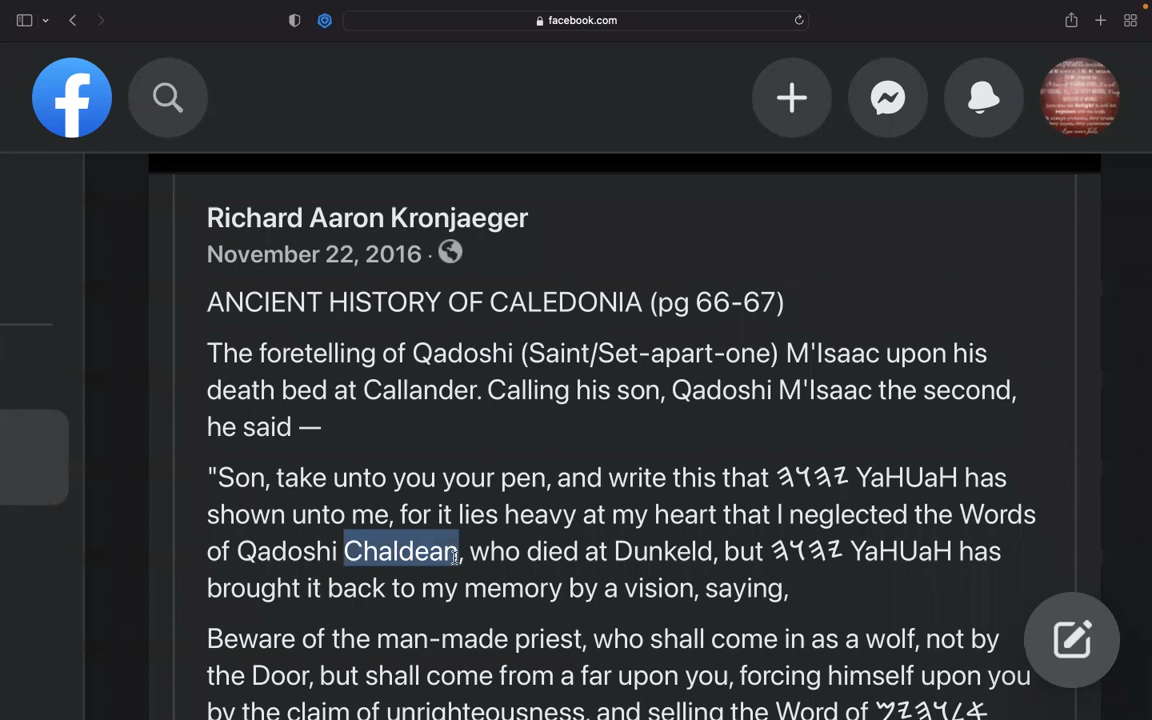 facebook.com
Richard Aaron Kronjaeger
November 22, 2016 ·
ANCIENT HISTORY OF CALEDONIA (pg 66-67)
The foretelling of Qadoshi (Saint/Set-apart-one) M'Isaac upon his
death bed at Callander. Calling his son, Qadoshi M'Isaac the second,
he said —
"Son, take unto you your pen, and write this that 𐤉𐤄𐤅𐤄 YaHUaH has
shown unto me, for it lies heavy at my heart that I neglected the Words
of Qadoshi Chaldean, who died at Dunkeld, but 𐤉𐤄𐤅𐤄 YaHUaH has
brought it back to my memory by a vision, saying,
Beware of the man-made priest, who shall come in as a wolf, not by
the Door, but shall come from a far upon you, forcing himself upon you
by the claim of unrighteousness, and selling the Word of 𐤀𐤋𐤅𐤄𐤉𐤌